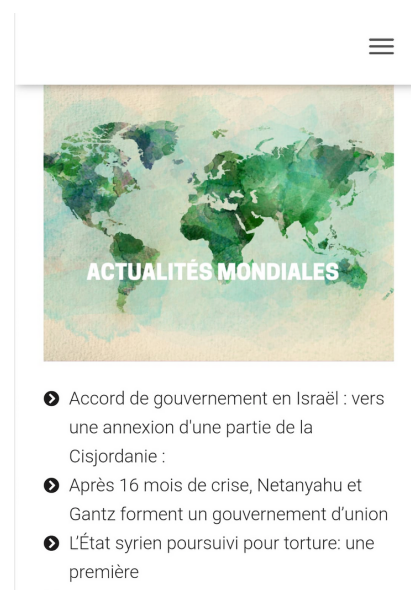 ACTUALITÉS MONDIALES
Accord de gouvernement en Israël : vers
une annexion d'une partie de la
Cisjordanie :
Après 16 mois de crise, Netanyahu et
Gantz forment un gouvernement d’union
L’État syrien poursuivi pour torture: une
première